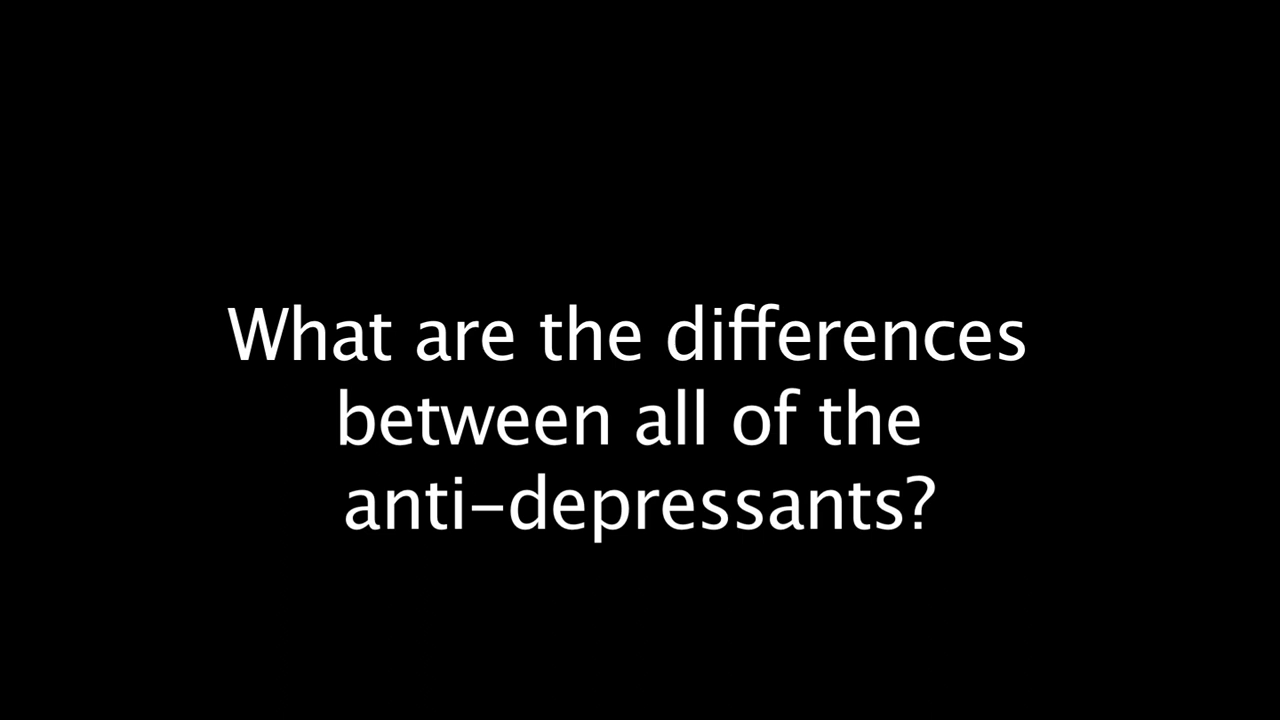 What are the differences
between all of the
anti-depressants?